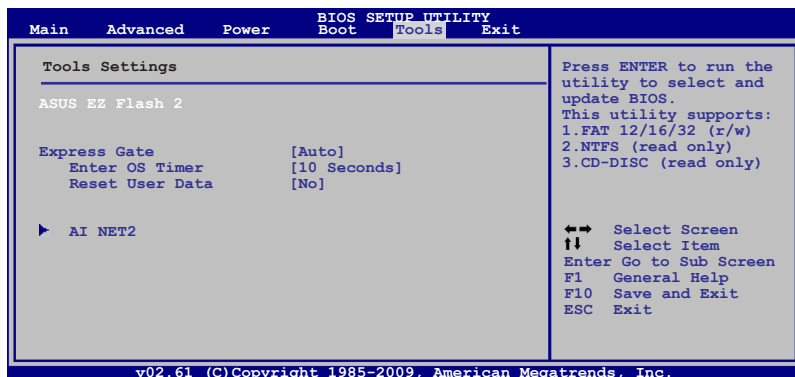 BIOS SETUP UTILITY
Main Advanced Power Boot Tools Exit
Tools Settings
ASUS EZ Flash 2
Express Gate [Auto]
Enter OS Timer [10 Seconds]
Reset User Data [No]
AI NET2
Press ENTER to run the
utility to select and
update BIOS.
This utility supports:
1.FAT 12/16/32 (r/w)
2.NTFS (read only)
3.CD-DISC (read only)
Select Screen
Select Item
Enter Go to Sub Screen
F1 General Help
F10 Save and Exit
ESC Exit
v02.61 (C)Copyright 1985-2009, American Megatrends, Inc.